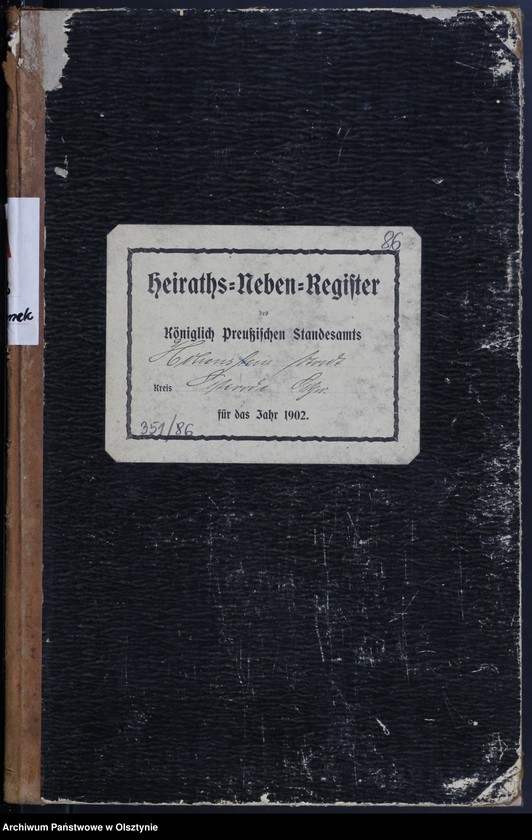 86
Heiraths=Neben=Register
des
Königlich Preußischen Standesamts
Hohenstein Stadt
Kreis Osterode Ostpr.
für das Jahr 1902.
351/86
Archiwum Państwowe w Olsztynie